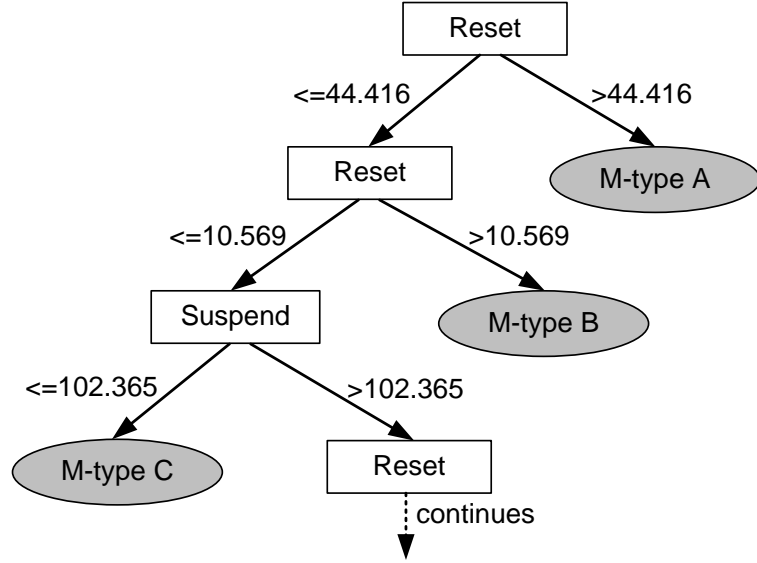 Reset
<=44.416
>44.416
Reset
M-type A
<=10.569
>10.569
Suspend
M-type B
<=102.365
>102.365
M-type C
Reset
continues